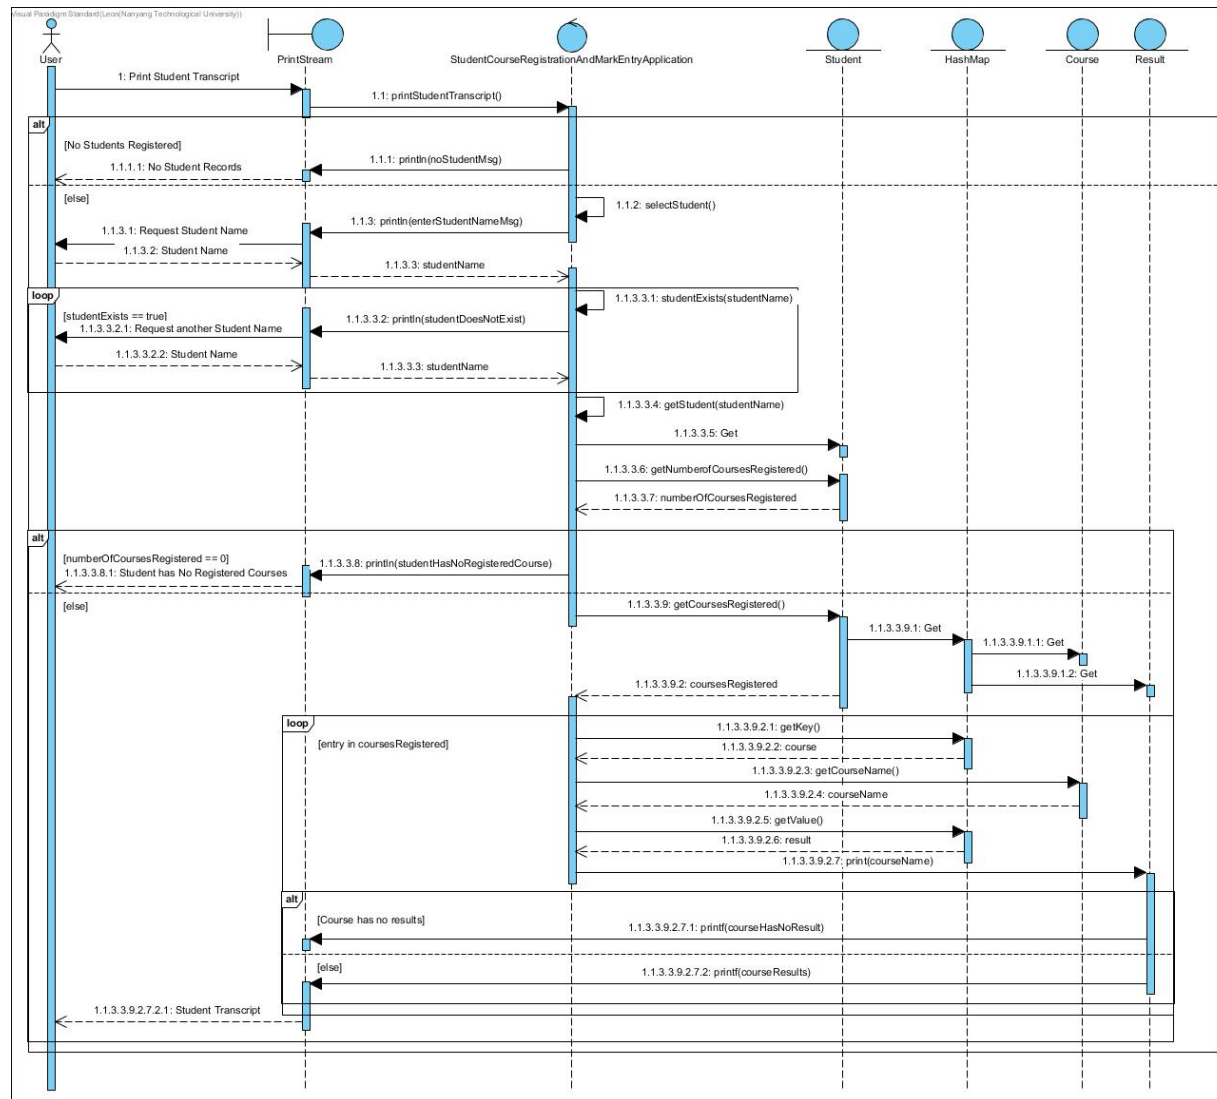 Visual Paradigm Standard(Leon(Nanyang Technological University))
User
PrintStream
StudentCourseRegistrationAndMarkEntryApplication
Student
HashMap
Course
Result
1: Print Student Transcript
1.1: printStudentTranscript()
alt
[No Students Registered]
1.1.1: println(noStudentMsg)
1.1.1.1: No Student Records
[else]
1.1.2: selectStudent()
1.1.3: println(enterStudentNameMsg)
1.1.3.1: Request Student Name
1.1.3.2: Student Name
1.1.3.3: studentName
loop
1.1.3.3.1: studentExists(studentName)
[studentExists == true]
1.1.3.3.2: println(studentDoesNotExist)
1.1.3.3.2.1: Request another Student Name
1.1.3.3.2.2: Student Name
1.1.3.3.3: studentName
1.1.3.3.4: getStudent(studentName)
1.1.3.3.5: Get
1.1.3.3.6: getNumberofCoursesRegistered()
1.1.3.3.7: numberOfCoursesRegistered
alt
[numberOfCoursesRegistered == 0]
1.1.3.3.8: println(studentHasNoRegisteredCourse)
1.1.3.3.8.1: Student has No Registered Courses
[else]
1.1.3.3.9: getCoursesRegistered()
1.1.3.3.9.1: Get
1.1.3.3.9.1.1: Get
1.1.3.3.9.1.2: Get
1.1.3.3.9.2: coursesRegistered
loop
[entry in coursesRegistered]
1.1.3.3.9.2.1: getKey()
1.1.3.3.9.2.2: course
1.1.3.3.9.2.3: getCourseName()
1.1.3.3.9.2.4: courseName
1.1.3.3.9.2.5: getValue()
1.1.3.3.9.2.6: result
1.1.3.3.9.2.7: print(courseName)
alt
[Course has no results]
1.1.3.3.9.2.7.1: printf(courseHasNoResult)
[else]
1.1.3.3.9.2.7.2: printf(courseResults)
1.1.3.3.9.2.7.2.1: Student Transcript